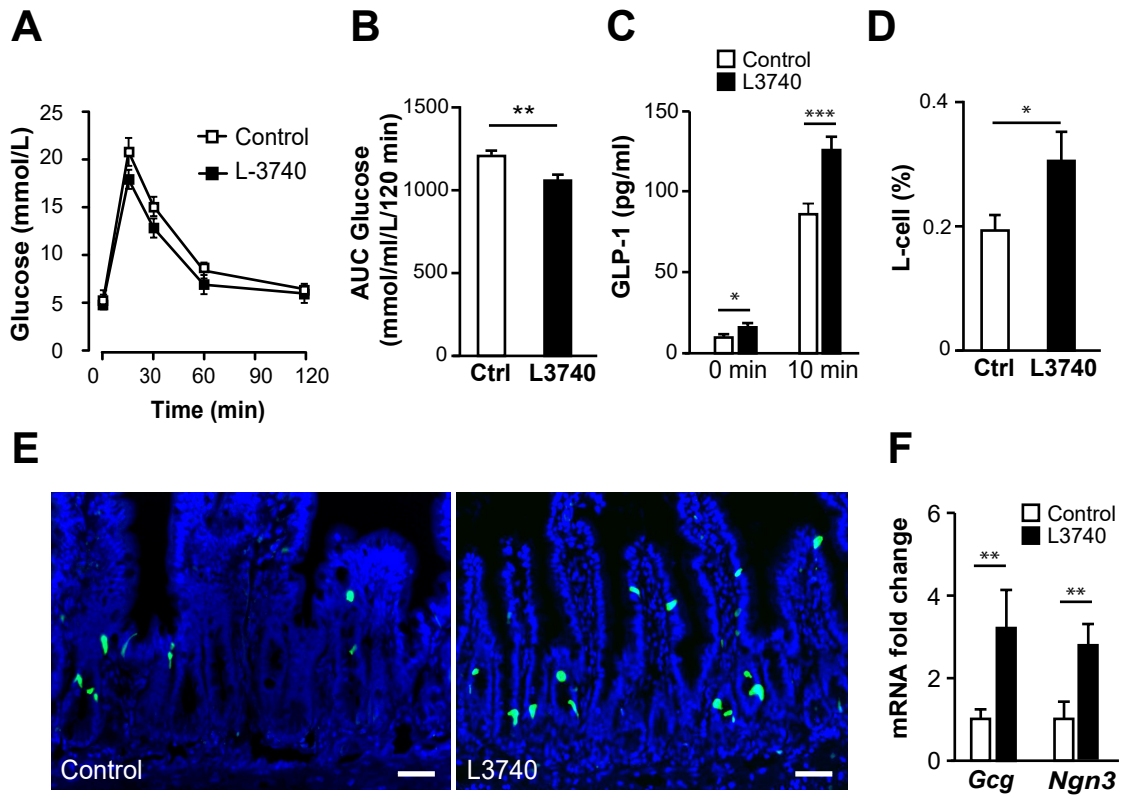 A
Glucose (mmol/L)
25
20
15
10
5
0
Control
L-3740
0 30 60 90 120
Time (min)
B
AUC Glucose
(mmol/ml/L/120 min)
1500
1000
500
0
**
Ctrl L3740
C
Control
L3740
GLP-1 (pg/ml)
150
100
50
0
*
***
0 min 10 min
D
L-cell (%)
0.4
0.2
0
*
Ctrl L3740
E
Control
L3740
F
mRNA fold change
6
4
2
0
Control
L3740
**
**
Gcg Ngn3